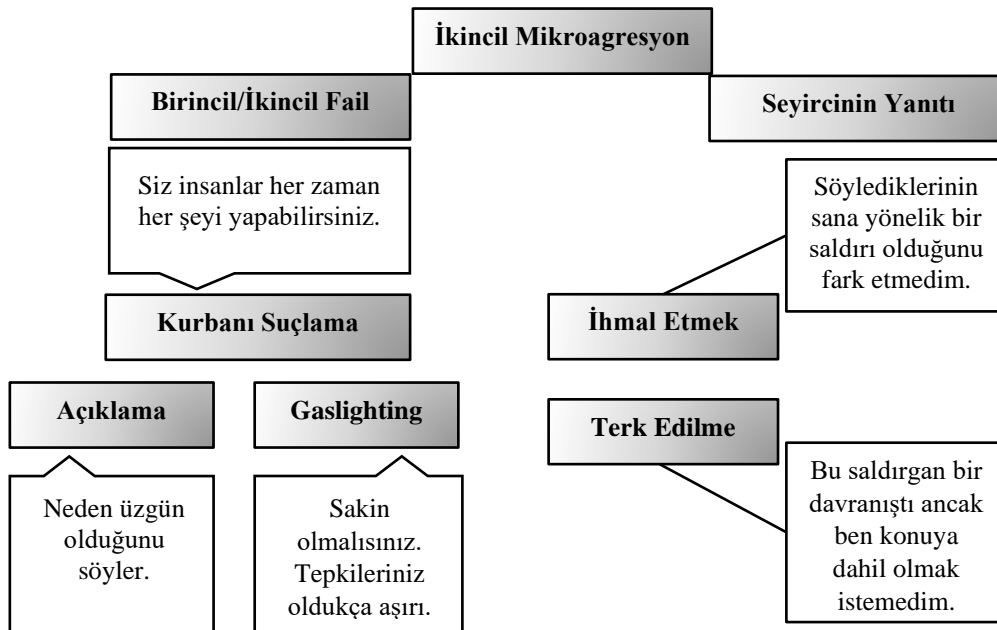 İkincil Mikroagresyon
Birincil/İkincil Fail
Seyircinin Yanıtı
Siz insanlar her zaman
her şeyi yapabilirsiniz.
Söylediklerinin
sana yönelik bir
saldırı olduğunu
fark etmedim.
Kurbanı Suçlama
İhmal Etmek
Açıklama
Gaslighting
Terk Edilme
Neden üzgün
olduğunu
söyler.
Sakin
olmalısınız.
Tepkileriniz
oldukça aşırı.
Bu saldırgan bir
davranıştı ancak
ben konuya
dahil olmak
istemedim.